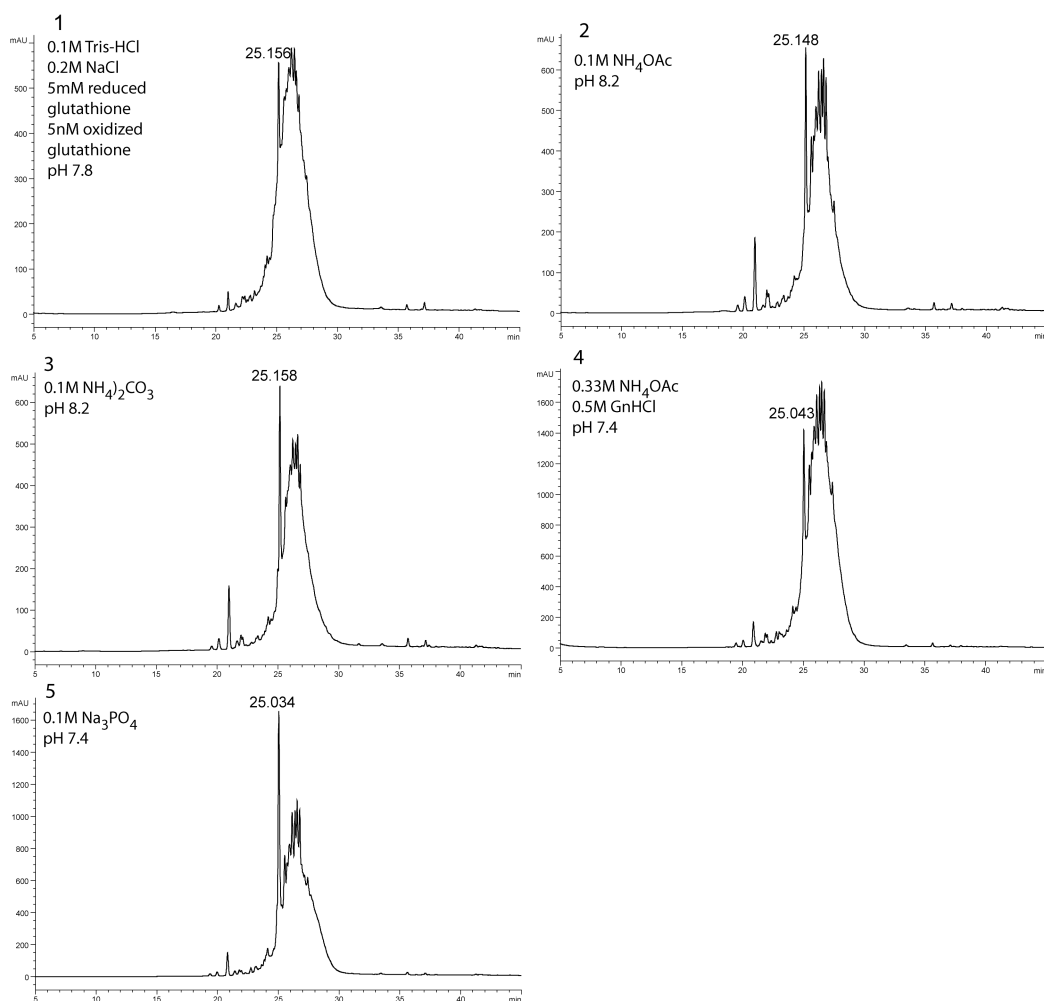 1
0.1M Tris-HCl
0.2M NaCl
5mM reduced
glutathione
5nM oxidized
glutathione
pH 7.8
mAU
25.156
500
400
300
200
100
0
5 10 15 20 25 30 35 40 min
2
0.1M NH4OAc
pH 8.2
mAU
25.148
600
500
400
300
200
100
0
5 10 15 20 25 30 35 40 min
3
0.1M NH4)2CO3
pH 8.2
mAU
25.158
600
500
400
300
200
100
0
5 10 15 20 25 30 35 40 min
4
0.33M NH4OAc
0.5M GnHCl
pH 7.4
mAU
25.043
1600
1400
1200
1000
800
600
400
200
0
5 10 15 20 25 30 35 40 min
5
0.1M Na3PO4
pH 7.4
mAU
25.034
1600
1400
1200
1000
800
600
400
200
0
5 10 15 20 25 30 35 40 min